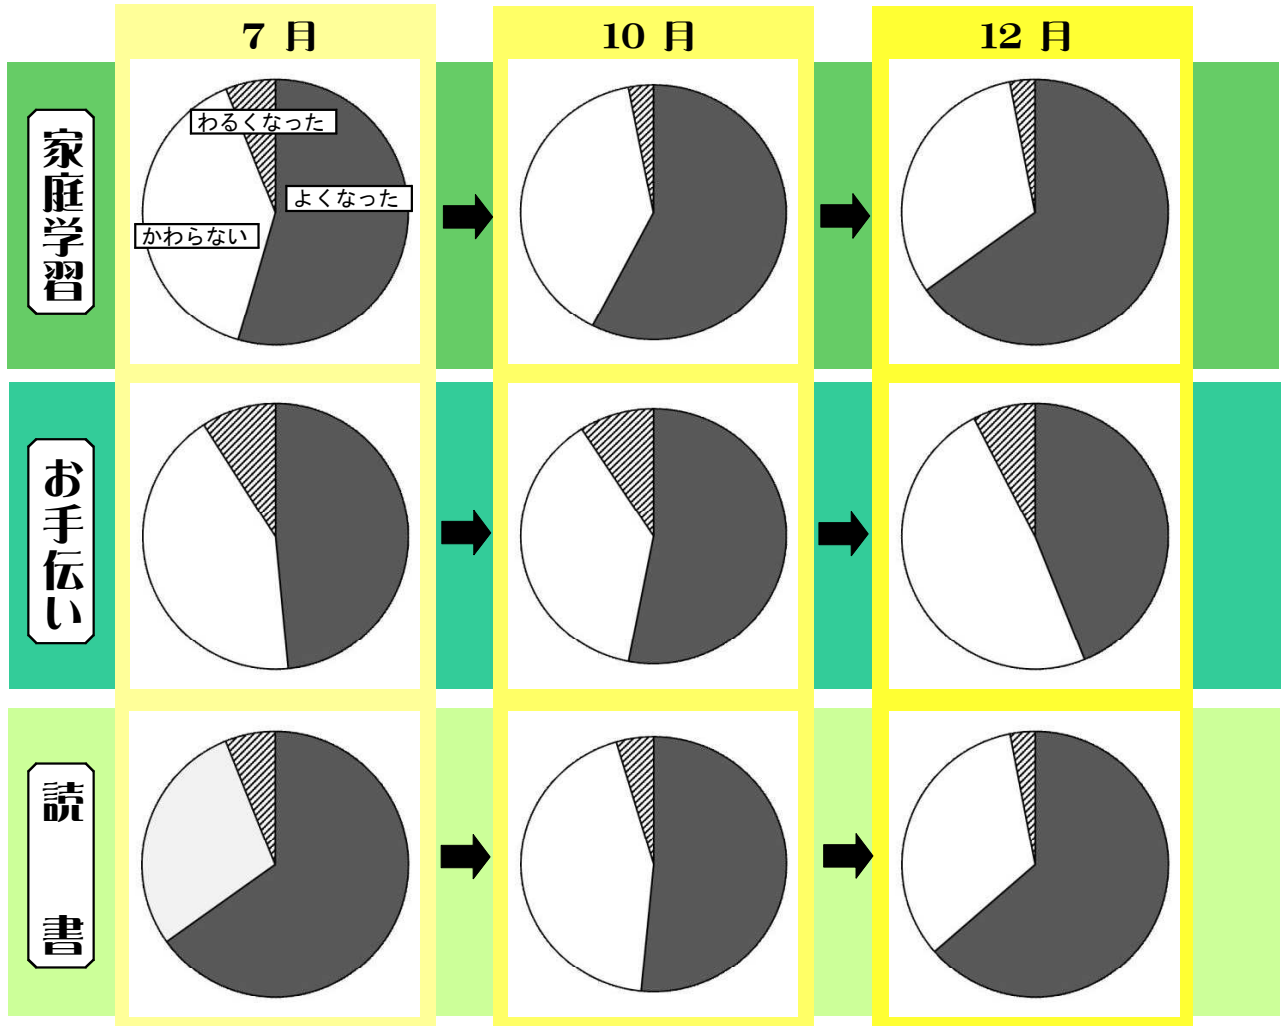 7 月
10 月
12 月
家庭学習
わるくなった
よくなった
かわらない
お手伝い
読書